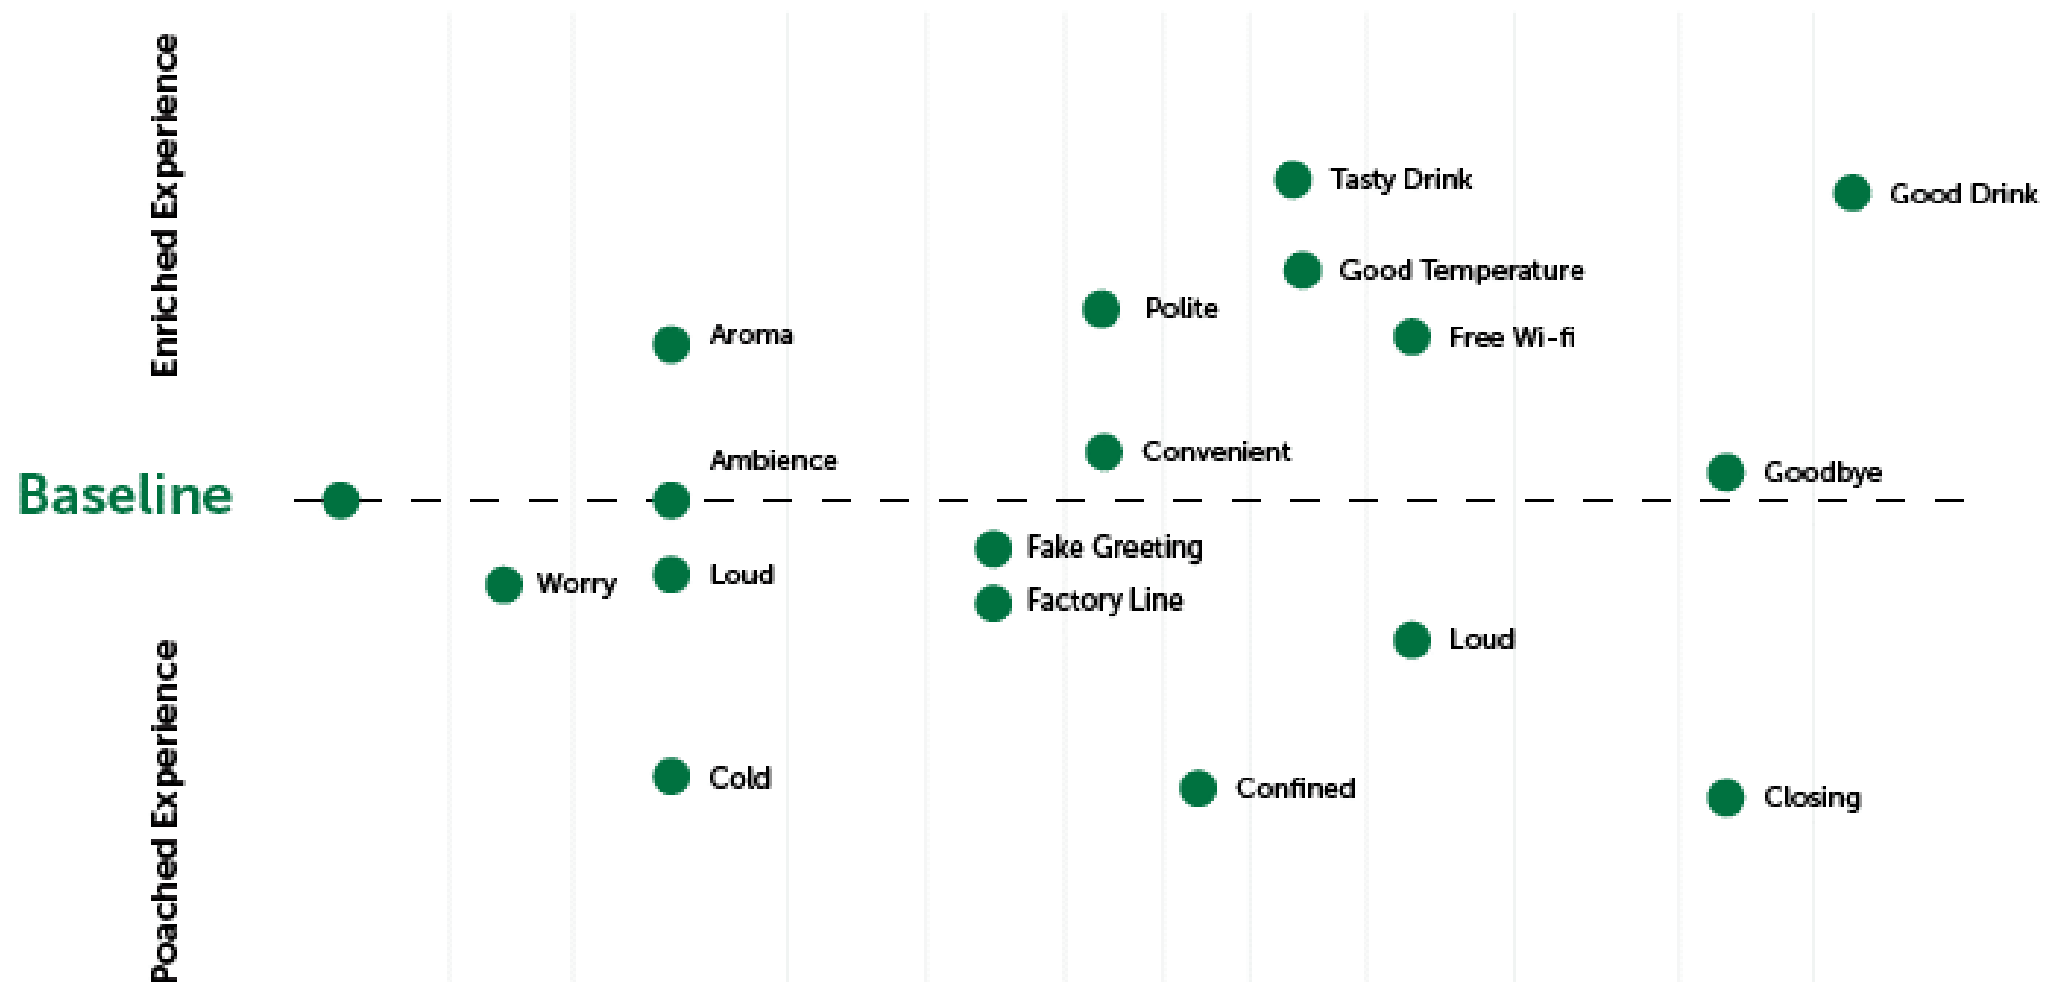 Enriched Experience
Tasty Drink
Good Drink
Good Temperature
Polite
Aroma
Free Wi-fi
Convenient
Ambience
Goodbye
Baseline
Fake Greeting
Loud
Worry
Factory Line
Loud
Poached Experience
Cold
Confined
Closing